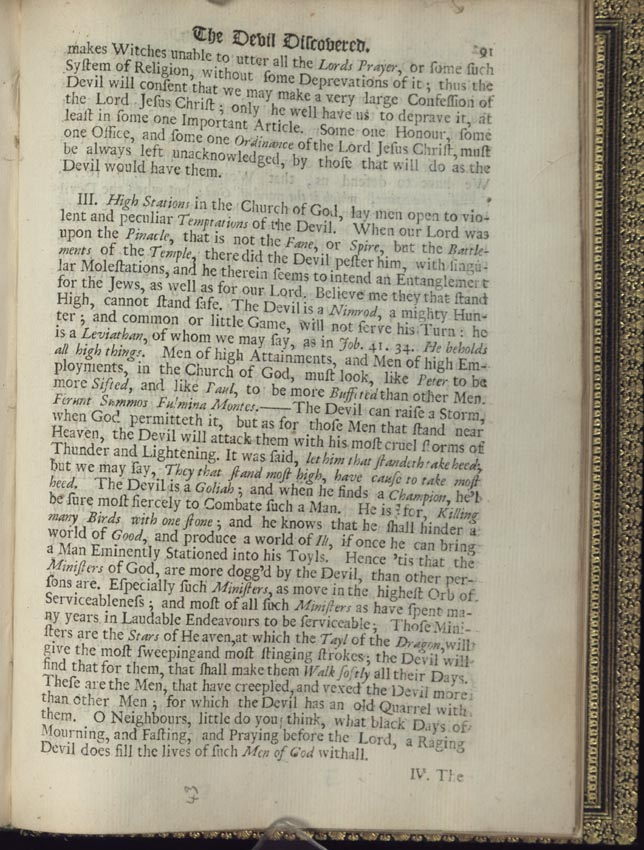 The Devil Discovered. 91
makes Witches unable to utter all the Lords Prayer, or some such
System of Religion, without some Deprevations of it; thus the
Devil will consent that we may make a very large Confession of
the Lord Jesus Christ; only he well have us to deprave it, at
least in some one Important Article. Some one Honour, some
one Office, and some one Ordinance of the Lord Jesus Christ, must
be always left unacknowledged, by those that will do as the
Devil would have them.
III. High Stations in the Church of God, lay men open to vio-
lent and peculiar Temptations of the Devil. When our Lord was
upon the Pinacle, that is not the Fane, or Spire, but the Battle-
ments of the Temple, there did the Devil pester him, with singu-
lar Molestations, and he therein seems to intend an Entanglement
for the Jews, as well as for our Lord. Believe me they that stand
High, cannot stand safe. The Devil is a Nimrod, a mighty Hun-
ter; and common or little Game, will not serve his Turn: he
is a Leviathan, of whom we may say, as in Job. 41. 34. He beholds
all high things. Men of high Attainments, and Men of high Em-
ployments, in the Church of God, must look, like Peter to be
more Sifted, and like Paul, to be more Buffited than other Men.
Ferunt Summos Fulmina Montes.——The Devil can raise a Storm,
when God permitteth it, but as for those Men that stand near
Heaven, the Devil will attack them with his most cruel storms of
Thunder and Lightening. It was said, let him that standeth take heed;
but we may say, They that stand most high, have cause to take most
heed. The Devil is a Goliah; and when he finds a Champion, he'l
be sure most fiercely to Combate such a Man. He is for, Killing
many Birds with one stone; and he knows that he shall hinder a
world of Good, and produce a world of Ill, if once he can bring
a Man Eminently Stationed into his Toyls. Hence 'tis that the
Ministers of God, are more dogg'd by the Devil, than other per-
sons are. Especially such Ministers, as move in the highest Orb of
Serviceableness; and most of all such Ministers as have spent ma-
ny years in Laudable Endeavours to be serviceable; Those Mini-
sters are the Stars of Heaven, at which the Tayl of the Dragon, will
give the most sweeping and most stinging strokes; the Devil will
find that for them, that shall make them Walk softly all their Days.
These are the Men, that have creepled, and vexed the Devil more
than other Men; for which the Devil has an old Quarrel with
them. O Neighbours, little do you think, what black Days of
Mourning, and Fasting, and Praying before the Lord, a Raging
Devil does fill the lives of such Men of God withall.
IV. The
43